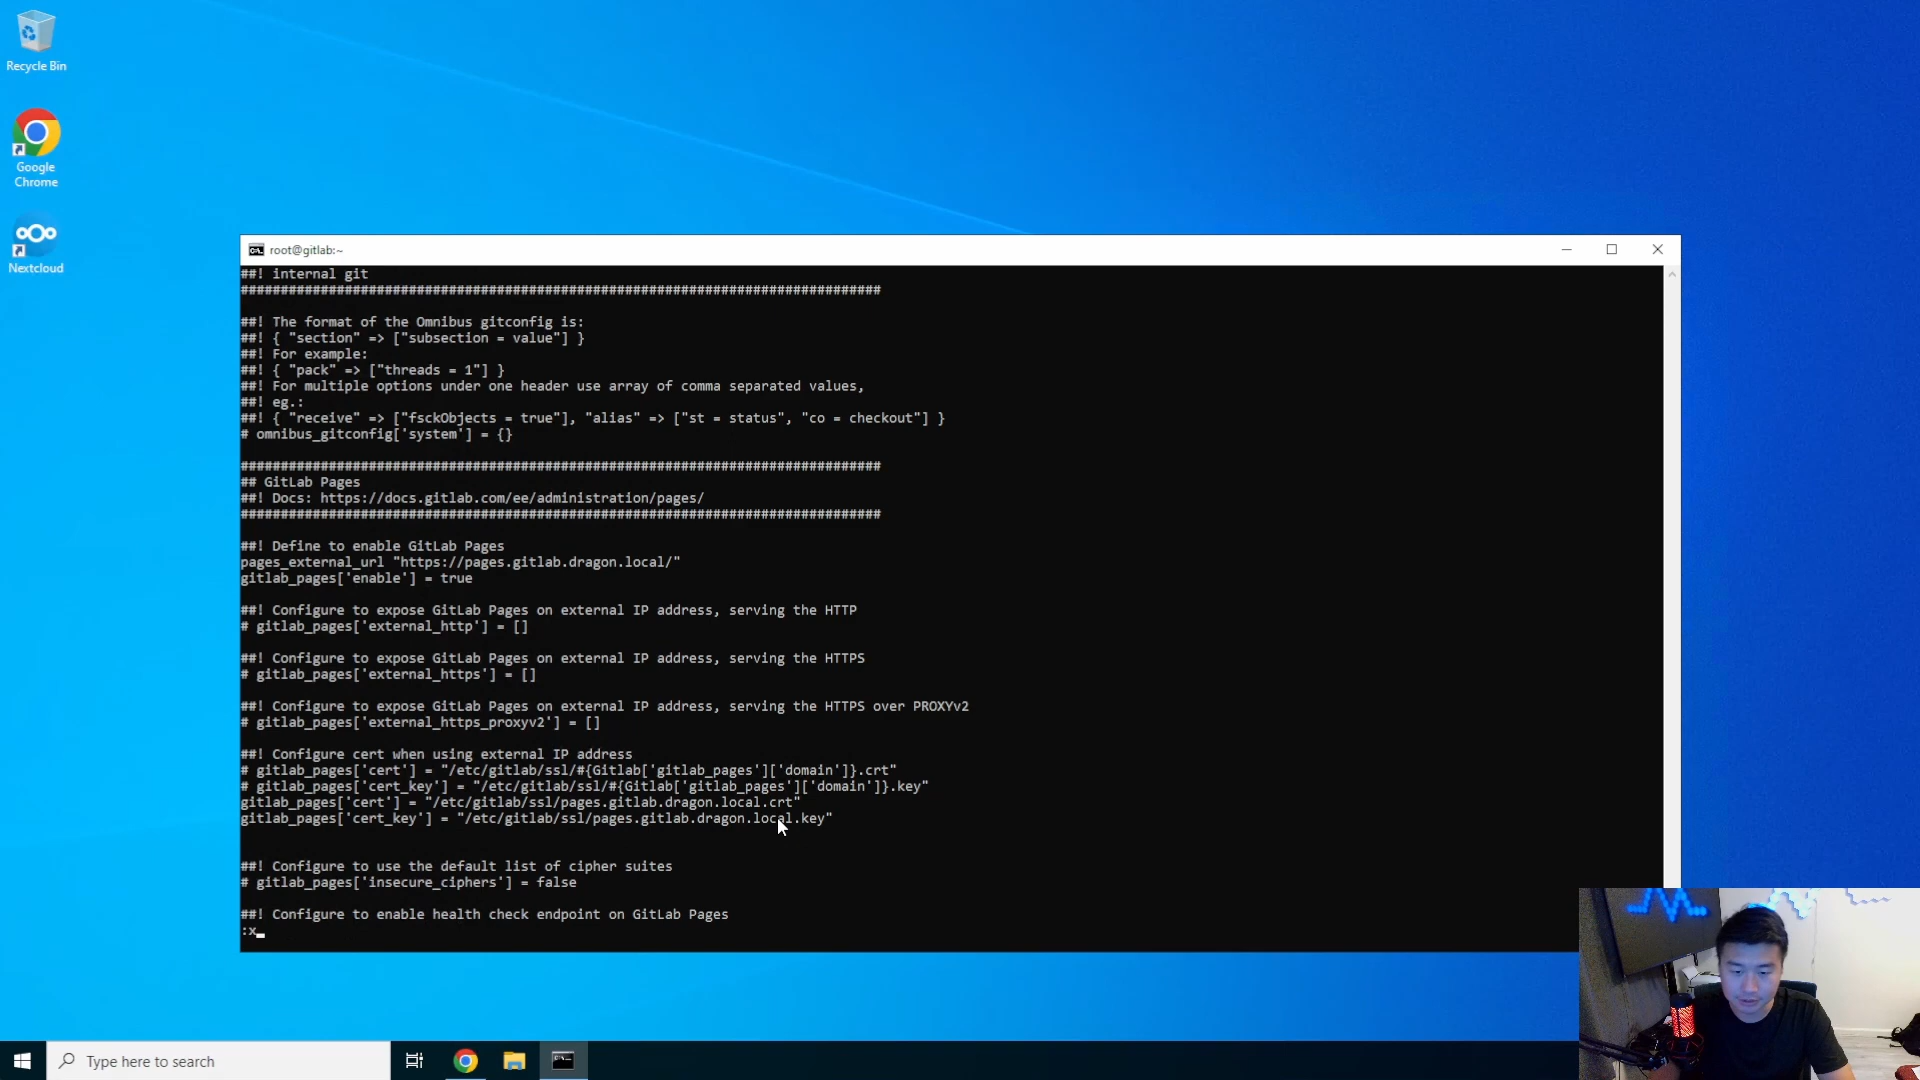 Recycle Bin
Google
Chrome
Nextcloud
root@gitlab:~
##! internal git
################################################################################
##! The format of the Omnibus gitconfig is:
##! { "section" => ["subsection = value"] }
##! For example:
##! { "pack" => ["threads = 1"] }
##! For multiple options under one header use array of comma separated values,
##! eg.:
##! { "receive" => ["fsckObjects = true"], "alias" => ["st = status", "co = checkout"] }
# omnibus_gitconfig['system'] = {}
################################################################################
## GitLab Pages
##! Docs: https://docs.gitlab.com/ee/administration/pages/
################################################################################
##! Define to enable GitLab Pages
pages_external_url "https://pages.gitlab.dragon.local/"
gitlab_pages['enable'] = true
##! Configure to expose GitLab Pages on external IP address, serving the HTTP
# gitlab_pages['external_http'] = []
##! Configure to expose GitLab Pages on external IP address, serving the HTTPS
# gitlab_pages['external_https'] = []
##! Configure to expose GitLab Pages on external IP address, serving the HTTPS over PROXYv2
# gitlab_pages['external_https_proxyv2'] = []
##! Configure cert when using external IP address
# gitlab_pages['cert'] = "/etc/gitlab/ssl/#{Gitlab['gitlab_pages']['domain']}.crt"
# gitlab_pages['cert_key'] = "/etc/gitlab/ssl/#{Gitlab['gitlab_pages']['domain']}.key"
gitlab_pages['cert'] = "/etc/gitlab/ssl/pages.gitlab.dragon.local.crt"
gitlab_pages['cert_key'] = "/etc/gitlab/ssl/pages.gitlab.dragon.local.key"
##! Configure to use the default list of cipher suites
# gitlab_pages['insecure_ciphers'] = false
##! Configure to enable health check endpoint on GitLab Pages
:x
Type here to search